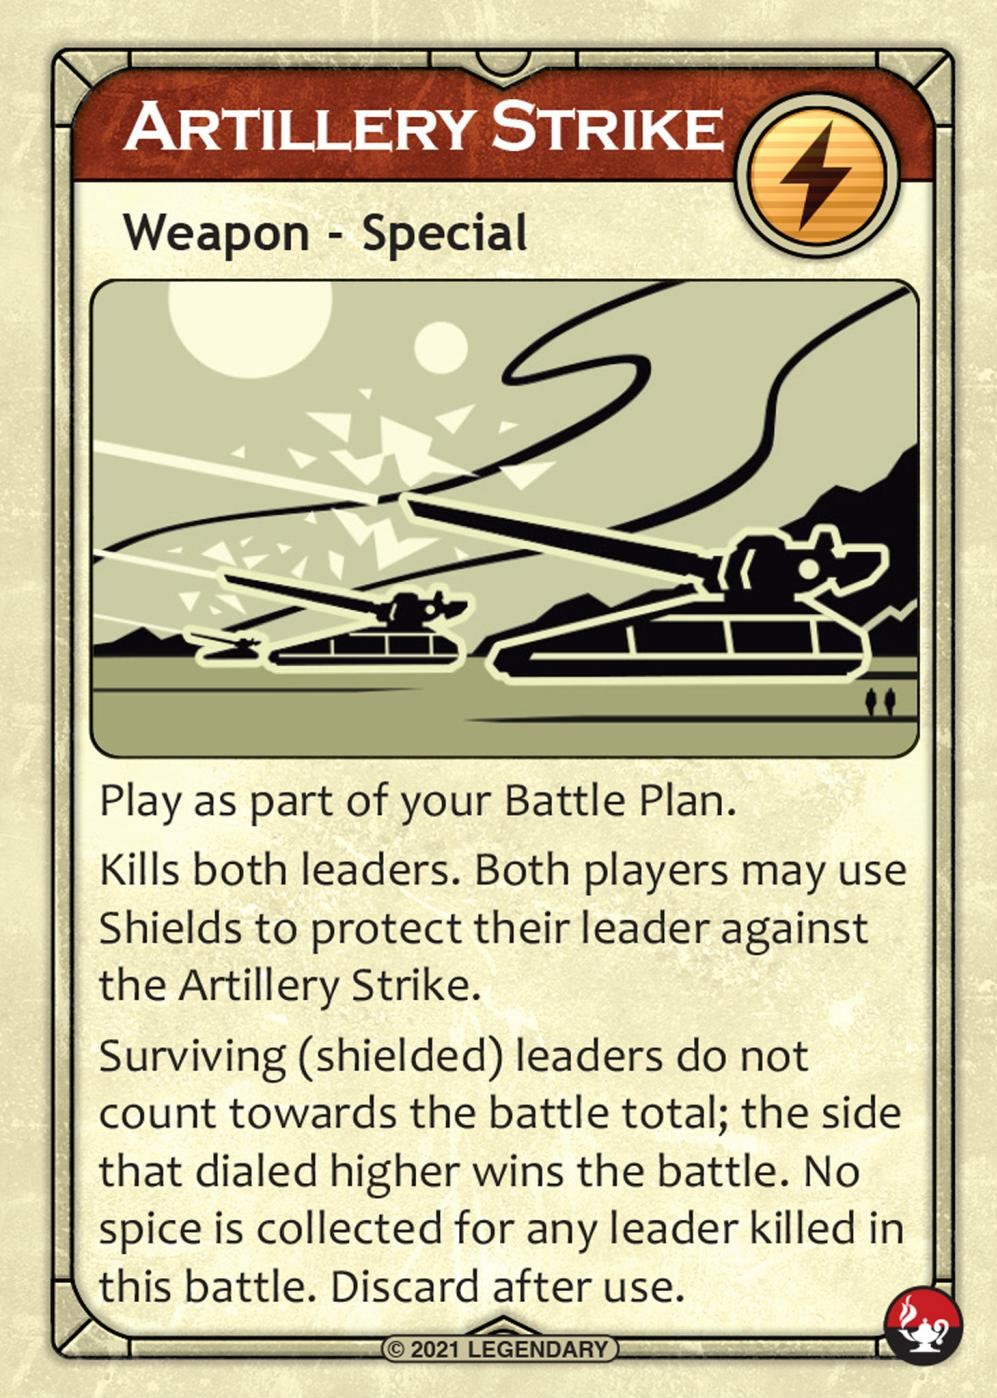 ARTILLERY STRIKE
Weapon - Special
Play as part of your Battle Plan.
Kills both leaders. Both players may use
Shields to protect their leader against
the Artillery Strike.
Surviving (shielded) leaders do not
count towards the battle total; the side
that dialed higher wins the battle. No
spice is collected for any leader killed in
this battle. Discard after use.
© 2021 LEGENDARY